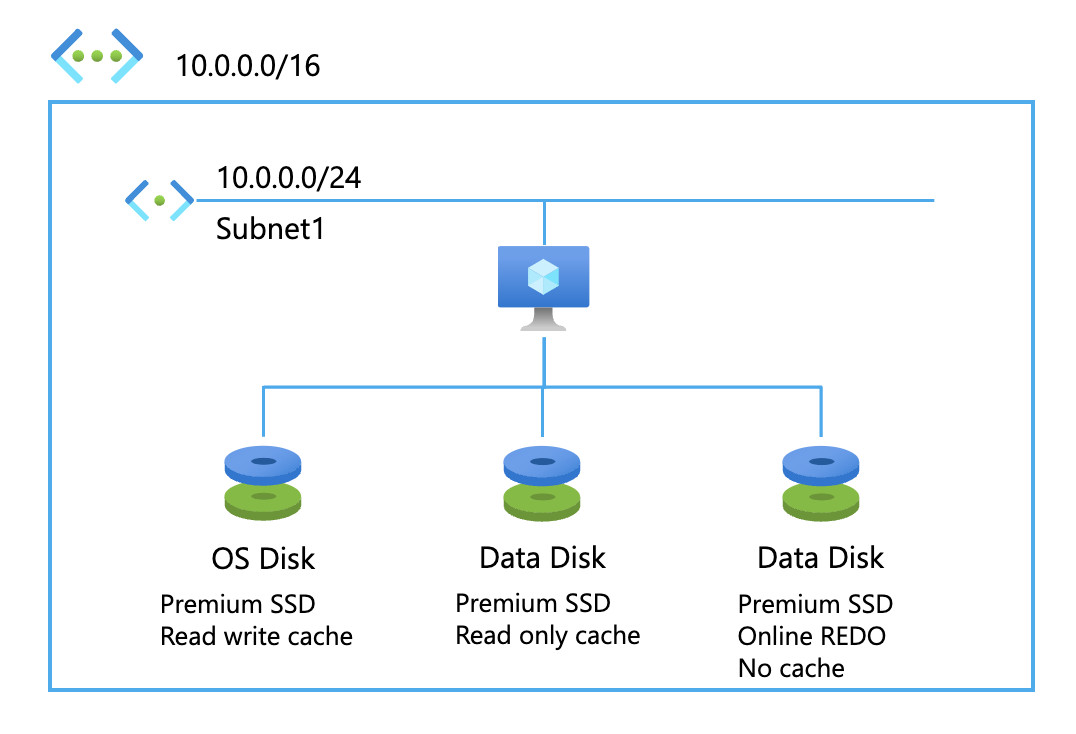 10.0.0.0/16
10.0.0.0/24
Subnet1
OS Disk
Premium SSD
Read write cache
Data Disk
Premium SSD
Read only cache
Data Disk
Premium SSD
Online REDO
No cache